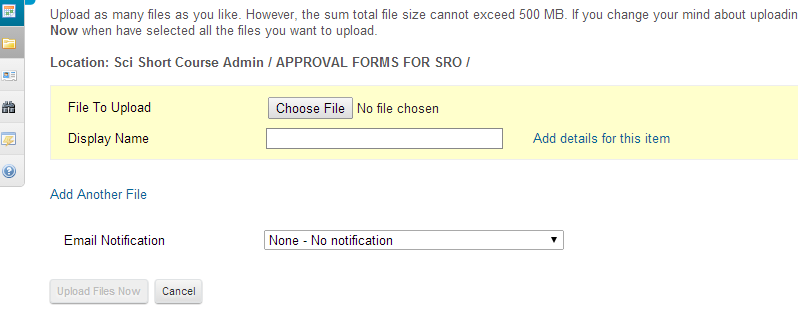 Upload as many files as you like. However, the sum total file size cannot exceed 500 MB. If you change your mind about
Now when have selected all the files you want to upload.
Location: Sci Short Course Admin / APPROVAL FORMS FOR SRO /
File To Upload Choose File No file chosen
Display Name Add details for this item
Add Another File
Email Notification None - No notification
Upload Files Now Cancel